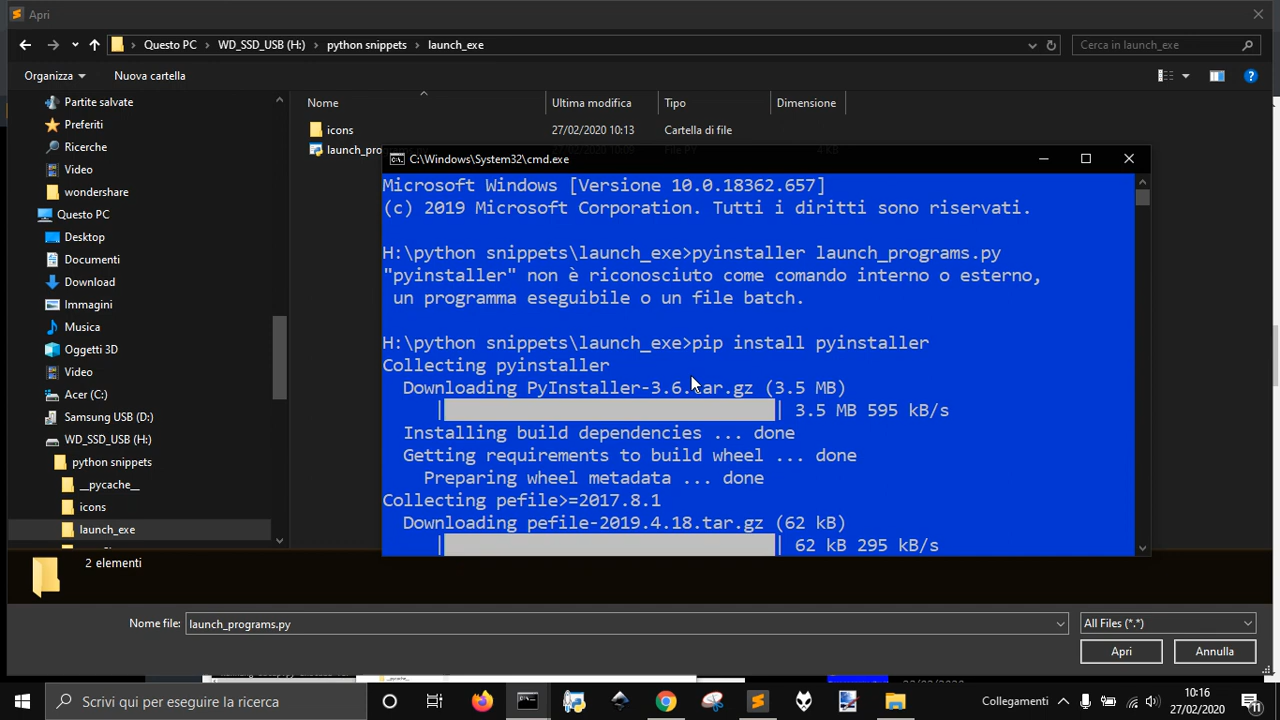 Apri
Questo PC > WD_SSD_USB (H:) > python snippets > launch_exe
Cerca in launch_exe
Organizza
Nuova cartella
Partite salvate
Preferiti
Ricerche
Video
wondershare
Questo PC
Desktop
Documenti
Download
Immagini
Musica
Oggetti 3D
Video
Acer (C:)
Samsung USB (D:)
WD_SSD_USB (H:)
python snippets
__pycache__
icons
launch_exe
Nome
Ultima modifica
Tipo
Dimensione
icons
27/02/2020 10:13
Cartella di file
C:\Windows\System32\cmd.exe
Microsoft Windows [Versione 10.0.18362.657]
(c) 2019 Microsoft Corporation. Tutti i diritti sono riservati.
H:\python snippets\launch_exe>pyinstaller launch_programs.py
"pyinstaller" non è riconosciuto come comando interno o esterno,
un programma eseguibile o un file batch.
H:\python snippets\launch_exe>pip install pyinstaller
Collecting pyinstaller
Downloading PyInstaller-3.6.tar.gz (3.5 MB)
| | 3.5 MB 595 kB/s
Installing build dependencies ... done
Getting requirements to build wheel ... done
Preparing wheel metadata ... done
Collecting pefile>=2017.8.1
Downloading pefile-2019.4.18.tar.gz (62 kB)
| | 62 kB 295 kB/s
2 elementi
Nome file:
launch_programs.py
All Files (*.*)
Apri
Annulla
Scrivi qui per eseguire la ricerca
Collegamenti
10:16
27/02/2020
11